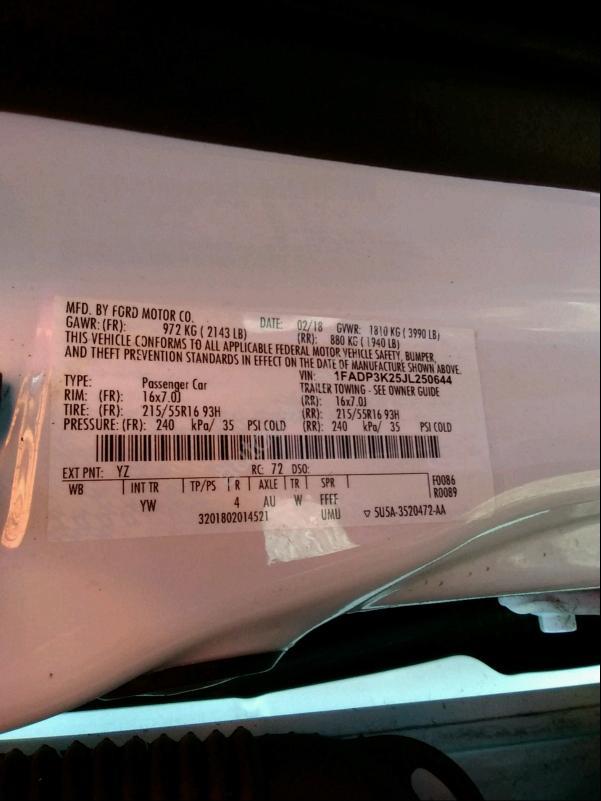 MFD. BY FORD MOTOR CO.
DATE: 02/18 GVWR: 1810 KG ( 3990 LB)
GAWR: (FR): 972 KG ( 2143 LB) (RR): 880 KG ( 1940 LB)
THIS VEHICLE CONFORMS TO ALL APPLICABLE FEDERAL MOTOR VEHICLE SAFETY, BUMPER,
AND THEFT PREVENTION STANDARDS IN EFFECT ON THE DATE OF MANUFACTURE SHOWN ABOVE.
VIN: 1FADP3K25JL250644
TYPE: Passenger Car TRAILER TOWING - SEE OWNER GUIDE
RIM: (FR): 16x7.0J (RR): 16x7.0J
TIRE: (FR): 215/55R16 93H (RR): 215/55R16 93H
PRESSURE: (FR): 240 kPa/ 35 PSI COLD (RR): 240 kPa/ 35 PSI COLD
EXT PNT: YZ RC: 72 DSO:
WB INT TR TP/PS R AXLE TR SPR F0086
YW 4 AU W FFFF R0089
3201802014521 UMU ▽ 5U5A-3520472-AA